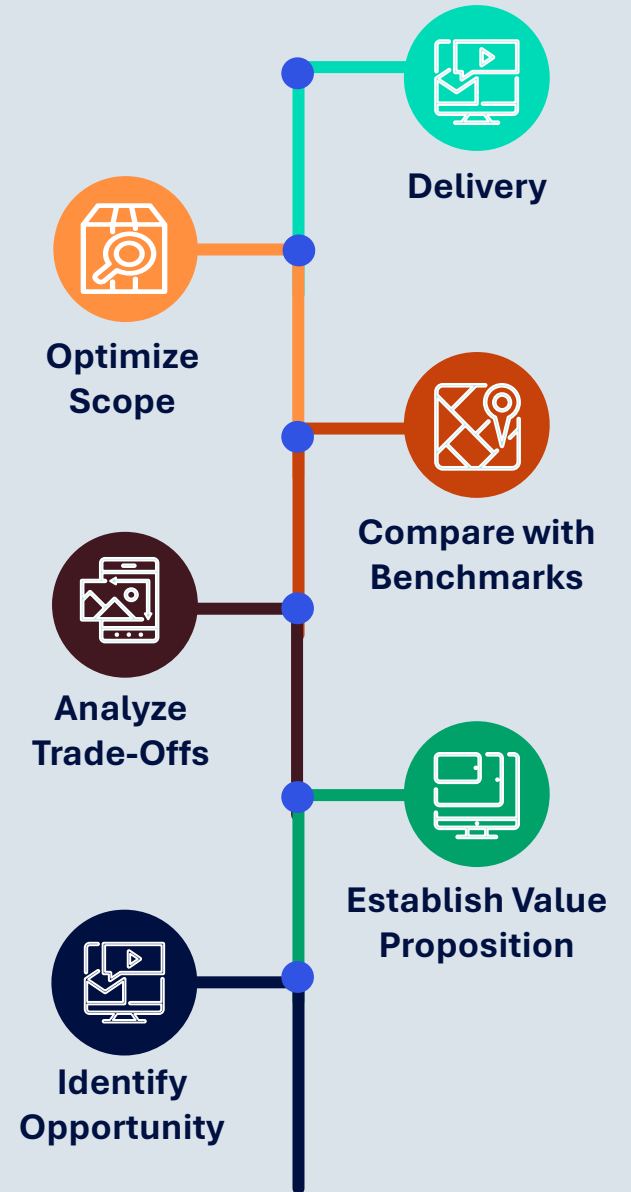 Delivery
Optimize
Scope
Compare with
Benchmarks
Analyze
Trade-Offs
Establish Value
Proposition
Identify
Opportunity